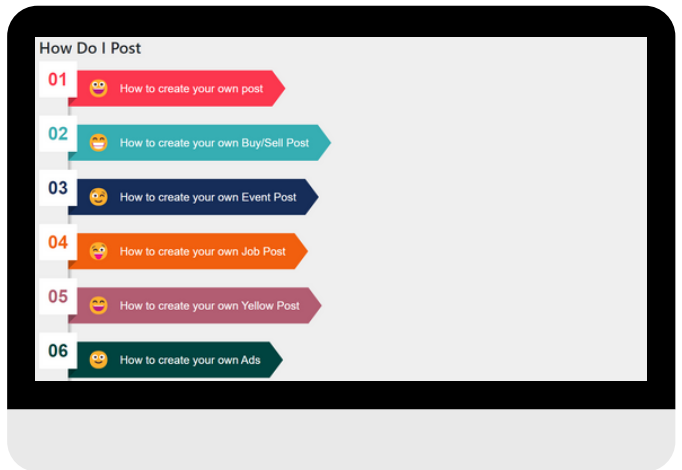 How Do I Post
01
How to create your own post
02
How to create your own Buy/Sell Post
03
How to create your own Event Post
04
How to create your own Job Post
05
How to create your own Yellow Post
06
How to create your own Ads